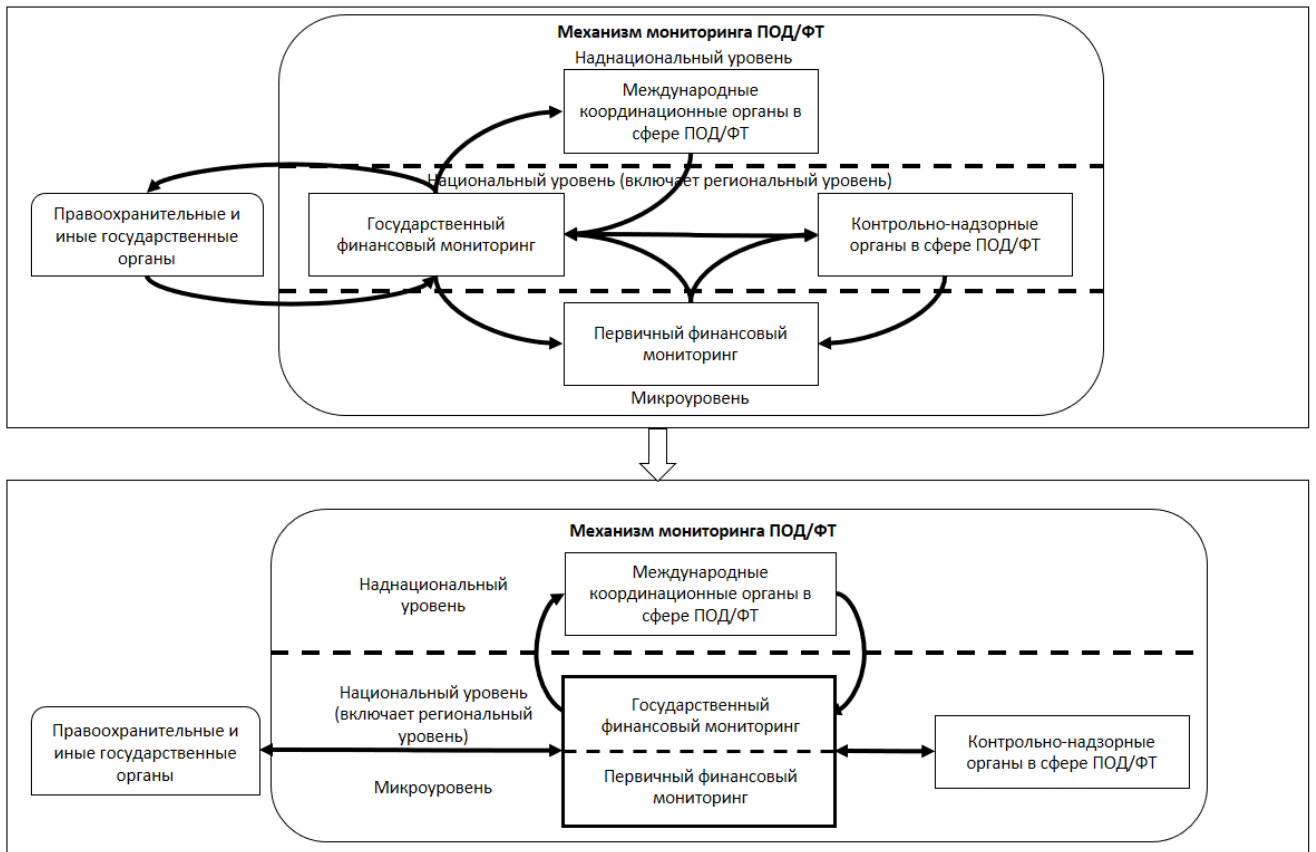 Механизм мониторинга ПОД/ФТ
Наднациональный уровень
Международные
координационные органы в
сфере ПОД/ФТ
Национальный уровень (включает региональный уровень)
Правоохранительные и
иные государственные
органы
Государственный
финансовый мониторинг
Контрольно-надзорные
органы в сфере ПОД/ФТ
Первичный финансовый
мониторинг
Микроуровень
Механизм мониторинга ПОД/ФТ
Наднациональный
уровень
Международные
координационные органы в
сфере ПОД/ФТ
Национальный уровень
(включает региональный
уровень)
Государственный
финансовый мониторинг
Правоохранительные и
иные государственные
органы
Контрольно-надзорные
органы в сфере ПОД/ФТ
Микроуровень
Первичный финансовый
мониторинг